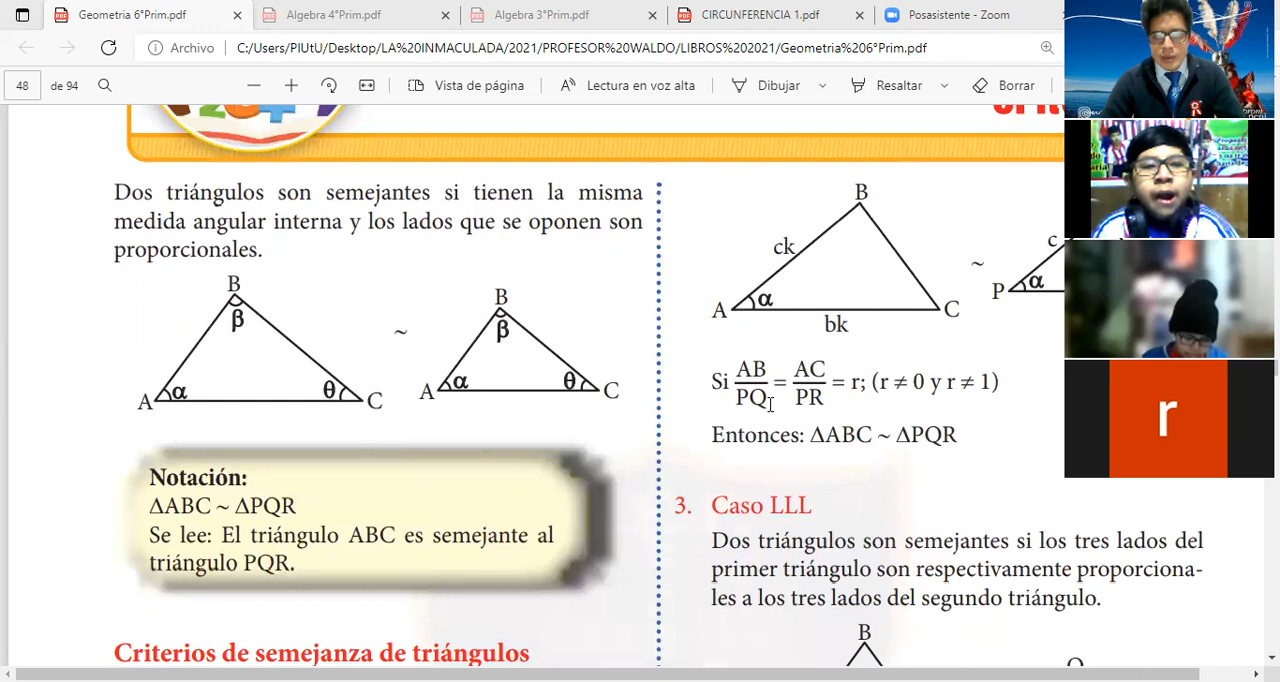 Geometria 6°Prim.pdf
Algebra 4°Prim.pdf
Algebra 3°Prim.pdf
CIRCUNFERENCIA 1.pdf
Posasistente - Zoom
Archivo
C:/Users/PIUtU/Desktop/LA%20INMACULADA/2021/PROFESOR%20WALDO/LIBROS%202021/Geometria%206°Prim.pdf
48 de 94
Vista de página
Lectura en voz alta
Dibujar
Resaltar
Borrar
Dos triángulos son semejantes si tienen la misma
medida angular interna y los lados que se oponen son
proporcionales.
B
β
A
α
θ
C
~
B
β
A
α
θ
C
Notación:
ΔABC ~ ΔPQR
Se lee: El triángulo ABC es semejante al
triángulo PQR.
Criterios de semejanza de triángulos
B
ck
A
α
C
bk
~
c
P
α
Si AB/PQ = AC/PR = r; (r ≠ 0 y r ≠ 1)
Entonces: ΔABC ~ ΔPQR
3. Caso LLL
Dos triángulos son semejantes si los tres lados del
primer triángulo son respectivamente proporciona-
les a los tres lados del segundo triángulo.
B
r